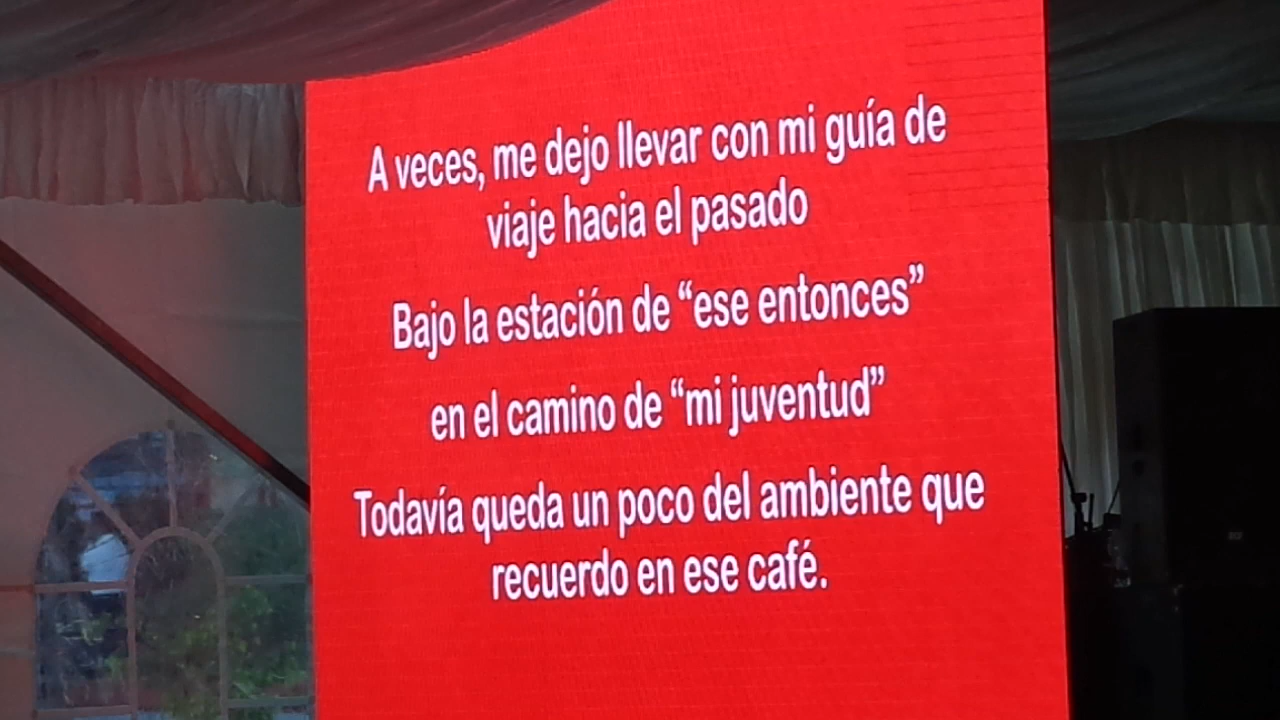 A veces, me dejo llevar con mi guía de
viaje hacia el pasado
Bajo la estación de “ese entonces”
en el camino de “mi juventud”
Todavía queda un poco del ambiente que
recuerdo en ese café.